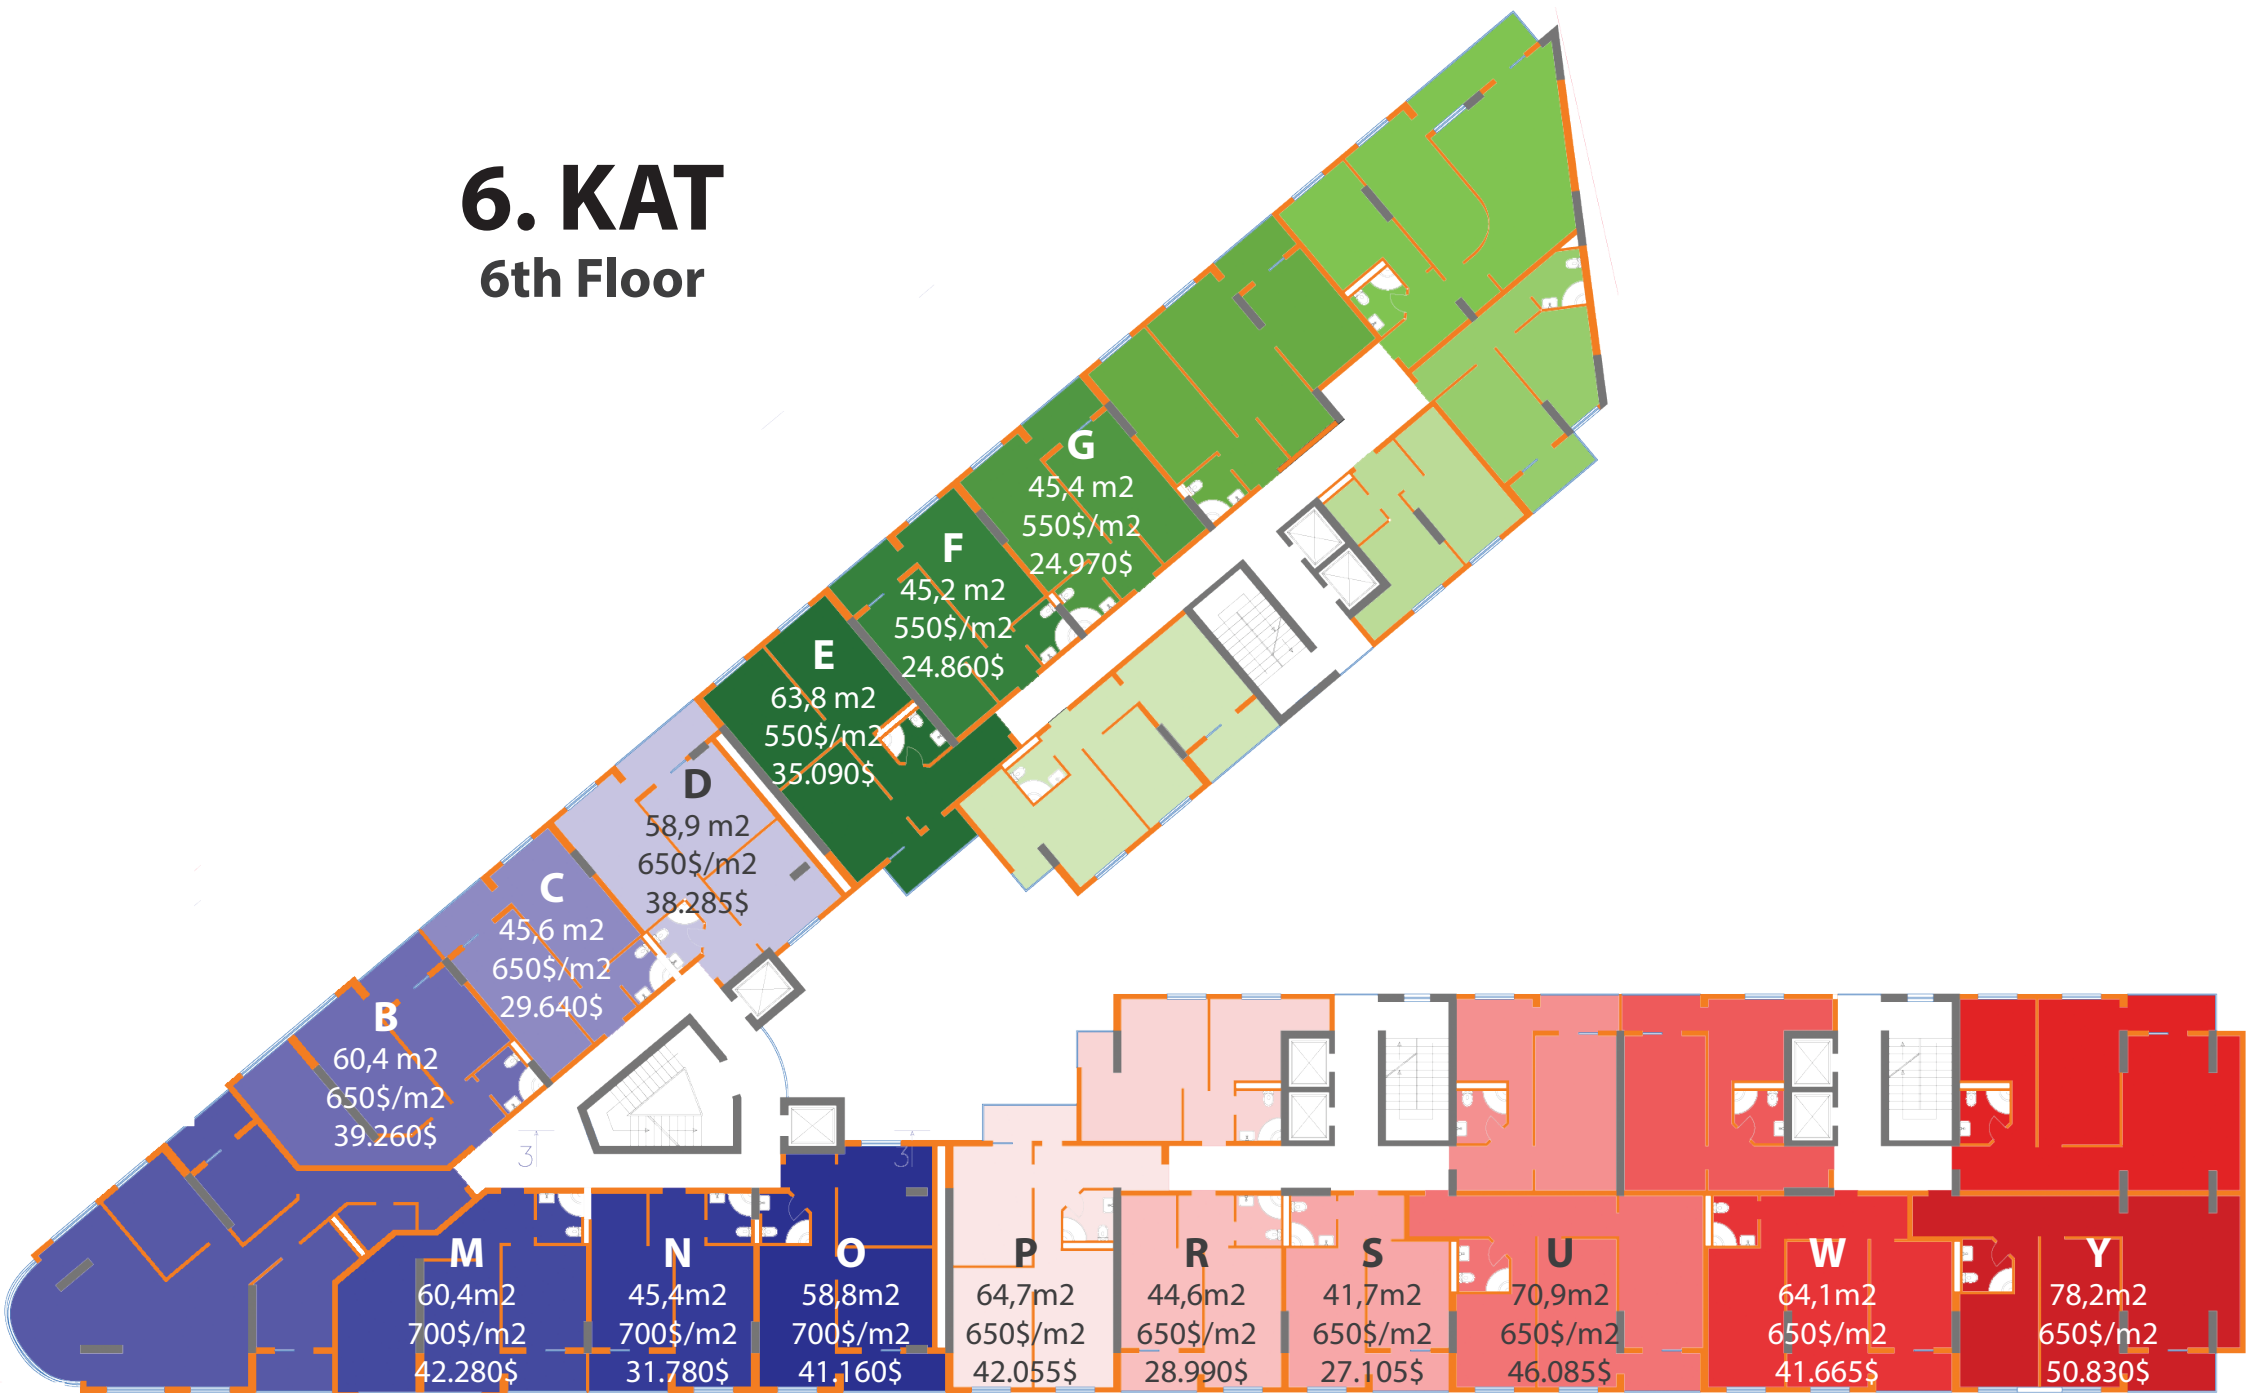 6. KAT
6th Floor
G
45,4 m2
550$/m2
24.970$
F
45,2 m2
550$/m2
24.860$
E
63,8 m2
550$/m2
35.090$
D
58,9 m2
650$/m2
38.285$
C
45,6 m2
650$/m2
29.640$
B
60,4 m2
650$/m2
39.260$
3
3
M
60,4m2
700$/m2
42.280$
N
45,4m2
700$/m2
31.780$
O
58,8m2
700$/m2
41.160$
P
64,7m2
650$/m2
42.055$
R
44,6m2
650$/m2
28.990$
S
41,7m2
650$/m2
27.105$
U
70,9m2
650$/m2
46.085$
W
64,1m2
650$/m2
41.665$
Y
78,2m2
650$/m2
50.830$